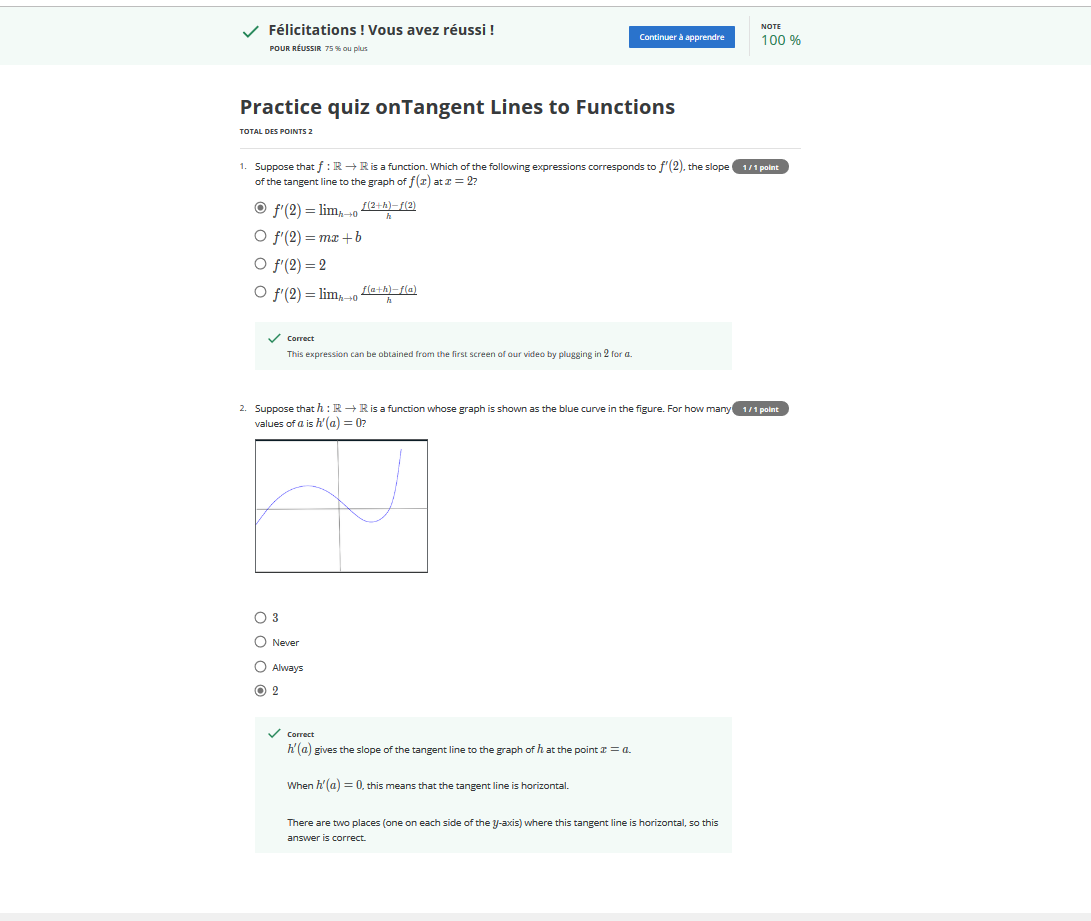 Félicitations ! Vous avez réussi !
POUR RÉUSSIR 75 % ou plus
Continuer à apprendre
NOTE
100 %
Practice quiz onTangent Lines to Functions
TOTAL DES POINTS 2
1. Suppose that f : ℝ → ℝ is a function. Which of the following expressions corresponds to f′(2), the slope
of the tangent line to the graph of f(x) at x = 2?
1 / 1 point
f′(2) = lim_{h→0} \frac{f(2+h)−f(2)}{h}
f′(2) = mx + b
f′(2) = 2
f′(2) = lim_{h→0} \frac{f(a+h)−f(a)}{h}
Correct
This expression can be obtained from the first screen of our video by plugging in 2 for a.
2. Suppose that h : ℝ → ℝ is a function whose graph is shown as the blue curve in the figure. For how many
values of a is h′(a) = 0?
1 / 1 point
3
Never
Always
2
Correct
h′(a) gives the slope of the tangent line to the graph of h at the point x = a.
When h′(a) = 0, this means that the tangent line is horizontal.
There are two places (one on each side of the y-axis) where this tangent line is horizontal, so this
answer is correct.